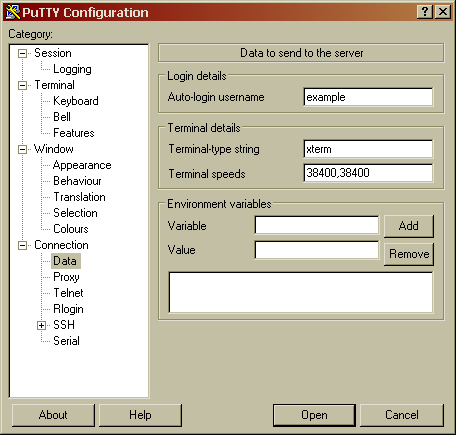 PuTTY Configuration
Category:
Session
Logging
Terminal
Keyboard
Bell
Features
Window
Appearance
Behaviour
Translation
Selection
Colours
Connection
Data
Proxy
Telnet
Rlogin
SSH
Serial
Data to send to the server
Login details
Auto-login username example
Terminal details
Terminal-type string xterm
Terminal speeds 38400,38400
Environment variables
Variable Add
Value Remove
About Help Open Cancel